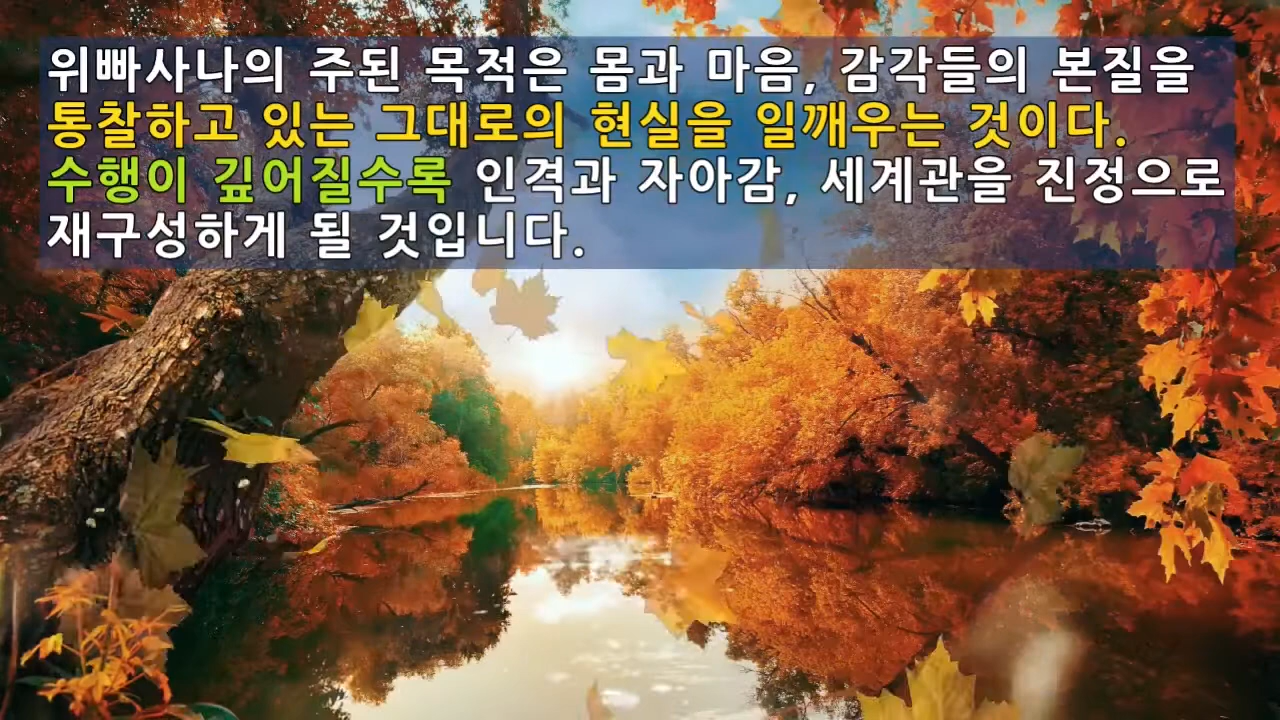 위빠사나의 주된 목적은 몸과 마음, 감각들의 본질을
통찰하고 있는 그대로의 현실을 일깨우는 것이다.
수행이 깊어질수록 인격과 자아감, 세계관을 진정으로
재구성하게 될 것입니다.